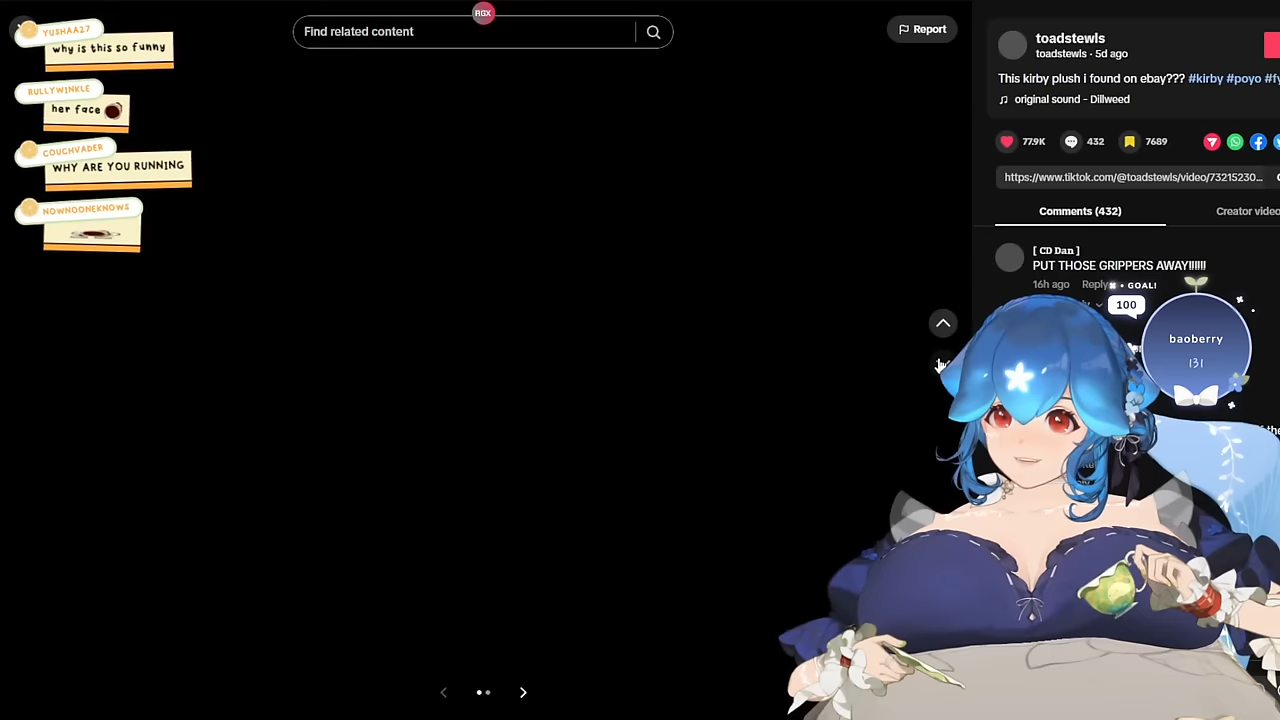 RGX
Find related content
Report
YUSHAA27
why is this so funny
RULLYWINKLE
her face
COUCHVADER
WHY ARE YOU RUNNING
NOWNOONEKNOWS
toadstewls
toadstewls · 5d ago
This kirby plush i found on ebay??? #kirby #poyo #fy
original sound - Dillweed
77.9K
432
7689
https://www.tiktok.com/@toadstewls/video/73215230...
Comments (432)
Creator video
[ CD Dan ]
PUT THOSE GRIPPERS AWAY!!!!!!!
16h ago Reply
• GOAL!
100
baoberry
131